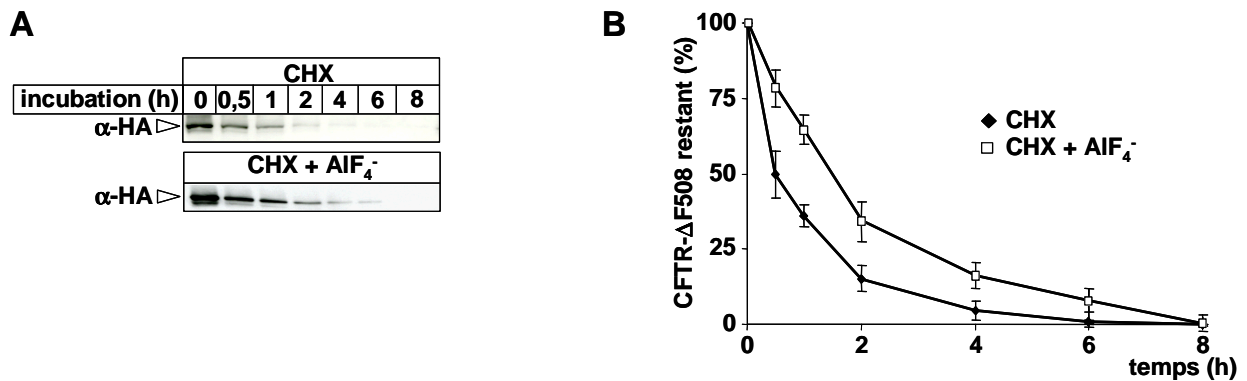 A
CHX
incubation (h) 0 0,5 1 2 4 6 8
α-HA
CHX + AlF4-
α-HA
B
CFTR-ΔF508 restant (%)
100
75
50
25
0
0 2 4 6 8
temps (h)
CHX
CHX + AlF4-